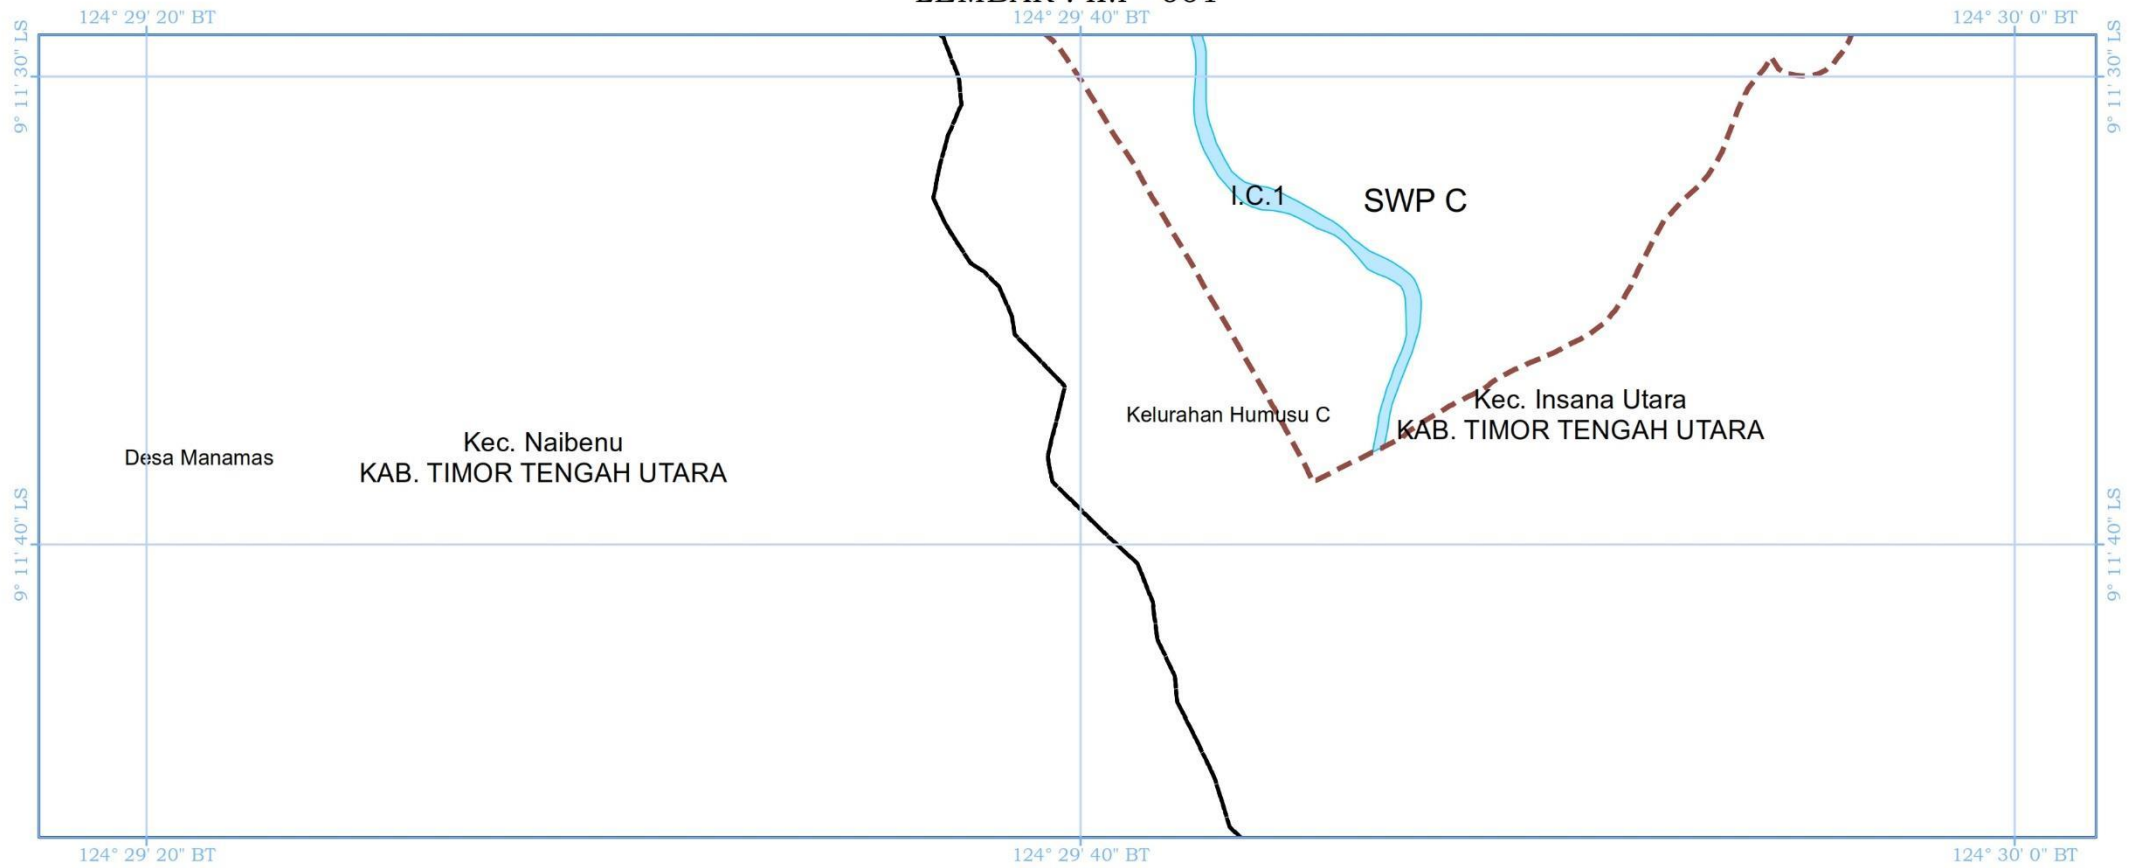 124° 29' 20" BT
124° 29' 40" BT
124° 30' 0" BT
9° 11' 30" LS
9° 11' 30" LS
I.C.1
SWP C
Kec. Insana Utara
KAB. TIMOR TENGAH UTARA
Kelurahan Humusu C
Kec. Naibenu
KAB. TIMOR TENGAH UTARA
Desa Manamas
9° 11' 40" LS
9° 11' 40" LS
124° 29' 20" BT
124° 29' 40" BT
124° 30' 0" BT